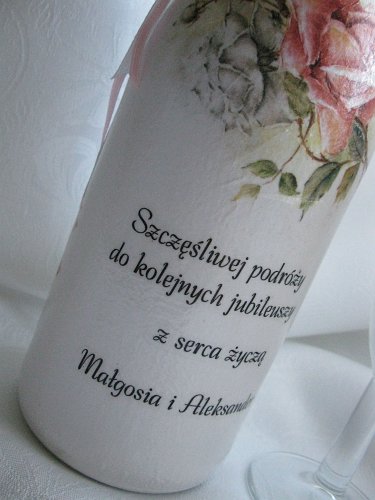 Szczęśliwej podróży
do kolejnych jubileuszy
z serca życzą
Małgosia i